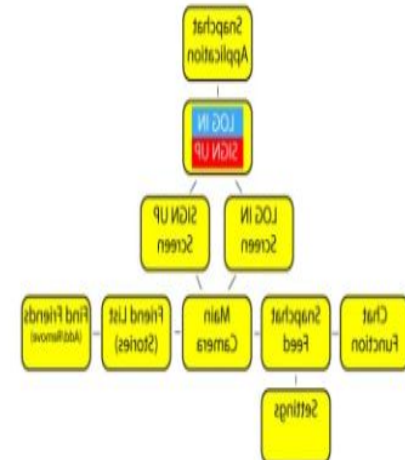 Snapchat
Application
LOG IN
SIGN UP
LOG IN
Screen
SIGN UP
Screen
Chat
Function
Snapchat
Feed
Main
Camera
Friend List
(Stories)
Find Friends
(Add/Remove)
Settings